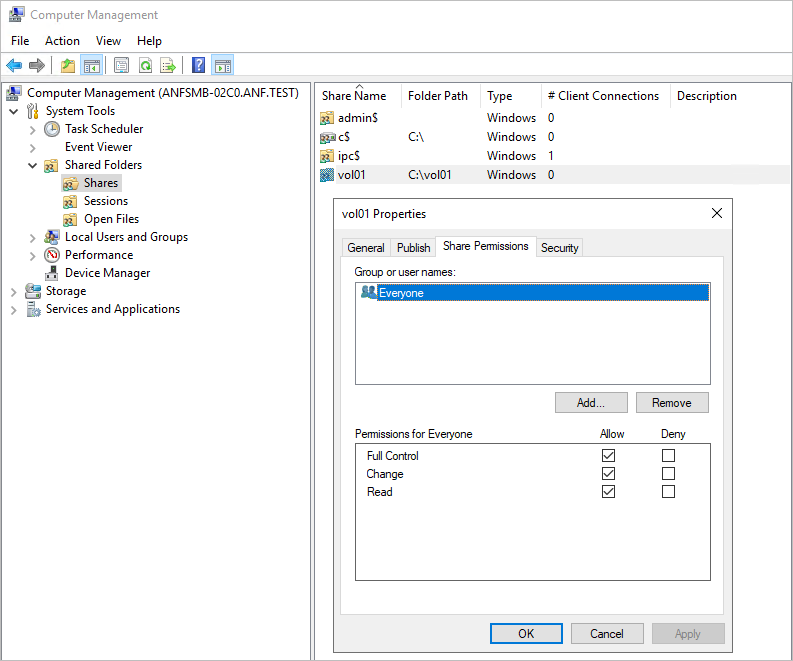 Computer Management
File Action View Help
Computer Management (ANFSMB-02C0.ANF.TEST)
System Tools
Task Scheduler
Event Viewer
Shared Folders
Shares
Sessions
Open Files
Local Users and Groups
Performance
Device Manager
Storage
Services and Applications
Share Name Folder Path Type # Client Connections Description
admin$ Windows 0
c$ C:\ Windows 0
ipc$ Windows 1
vol01 C:\vol01 Windows 0
vol01 Properties
General Publish Share Permissions Security
Group or user names:
Everyone
Add... Remove
Permissions for Everyone Allow Deny
Full Control
Change
Read
OK Cancel Apply